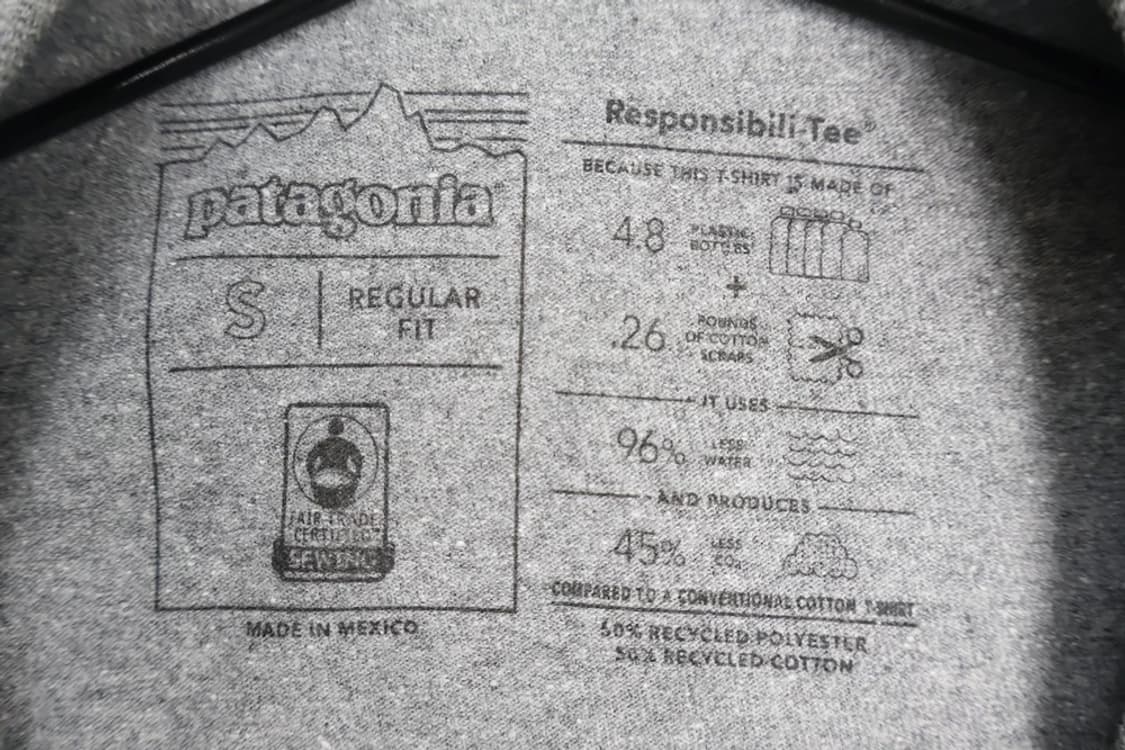 patagonia®
S
REGULAR
FIT
FAIR TRADE
CERTIFIED™
SEWING
MADE IN MEXICO
Responsibili-Tee®
BECAUSE THIS T-SHIRT IS MADE OF
4.8 PLASTIC
BOTTLES
+
.26 POUNDS
OF COTTON
SCRAPS
IT USES
96% LESS
WATER
AND PRODUCES
45% LESS
CO₂
COMPARED TO A CONVENTIONAL COTTON T-SHIRT
50% RECYCLED POLYESTER
50% RECYCLED COTTON